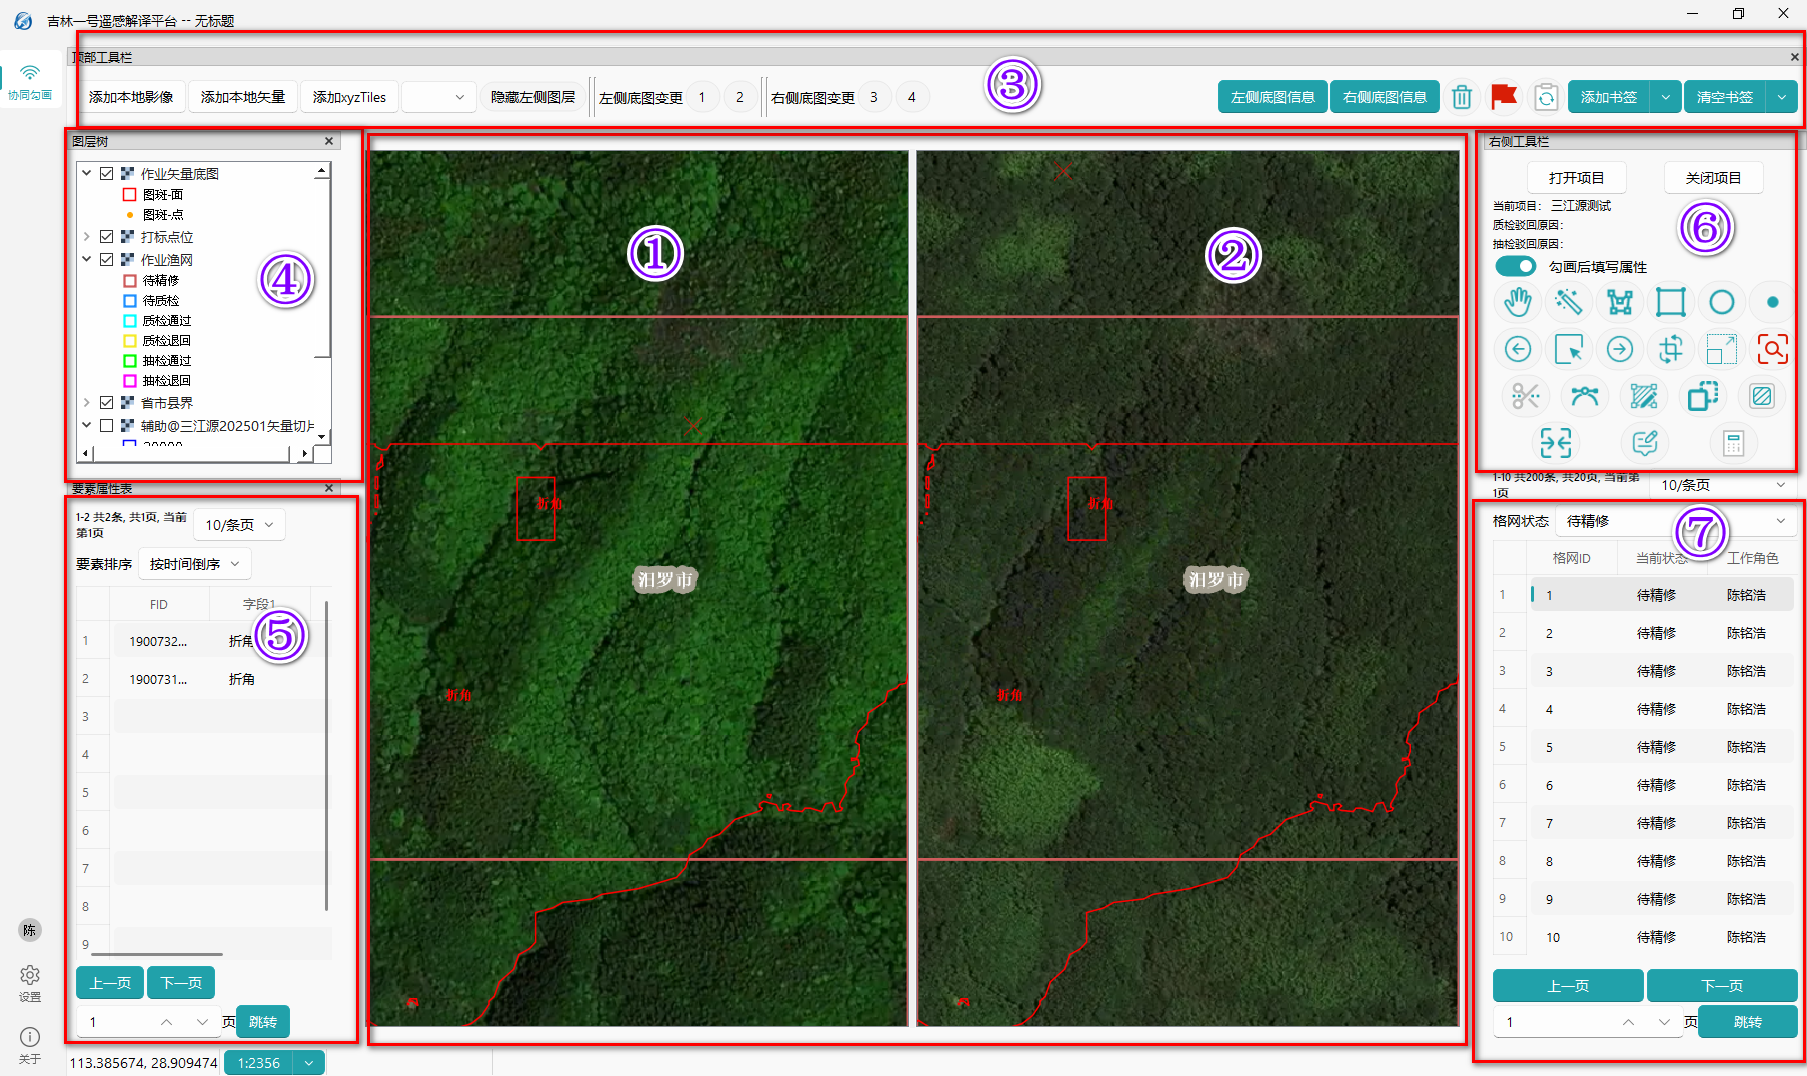 吉林一号遥感解译平台 -- 无标题
协同勾画
顶部工具栏
添加本地影像
添加本地矢量
添加xyzTiles
隐藏左侧图层
左侧底图变更
1
2
右侧底图变更
3
4
③
左侧底图信息
右侧底图信息
添加书签
清空书签
图层树
作业矢量底图
图斑-面
图斑-点
打标点位
作业渔网
待精修
待质检
质检通过
质检退回
抽检通过
抽检退回
省市县界
辅助@三江源202501矢量切片
20000
④
①
②
折角
折角
汨罗市
汨罗市
折角
折角
右侧工具栏
打开项目
关闭项目
当前项目: 三江源测试
质检驳回原因:
抽检驳回原因:
⑥
勾画后填写属性
要素属性表
1-2 共2条, 共1页, 当前
第1页
10/条页
要素排序
按时间倒序
FID
字段1
⑤
1
1900732...
折角
2
1900731...
折角
3
4
5
6
7
8
9
上一页
下一页
1
页
跳转
1-10 共200条, 共20页, 当前第
1页
10/条页
格网状态
待精修
⑦
格网ID
当前状态
工作角色
1
1
待精修
陈铭浩
2
2
待精修
陈铭浩
3
3
待精修
陈铭浩
4
4
待精修
陈铭浩
5
5
待精修
陈铭浩
6
6
待精修
陈铭浩
7
7
待精修
陈铭浩
8
8
待精修
陈铭浩
9
9
待精修
陈铭浩
10
10
待精修
陈铭浩
上一页
下一页
1
页
跳转
陈
设置
关于
113.385674, 28.909474
1:2356